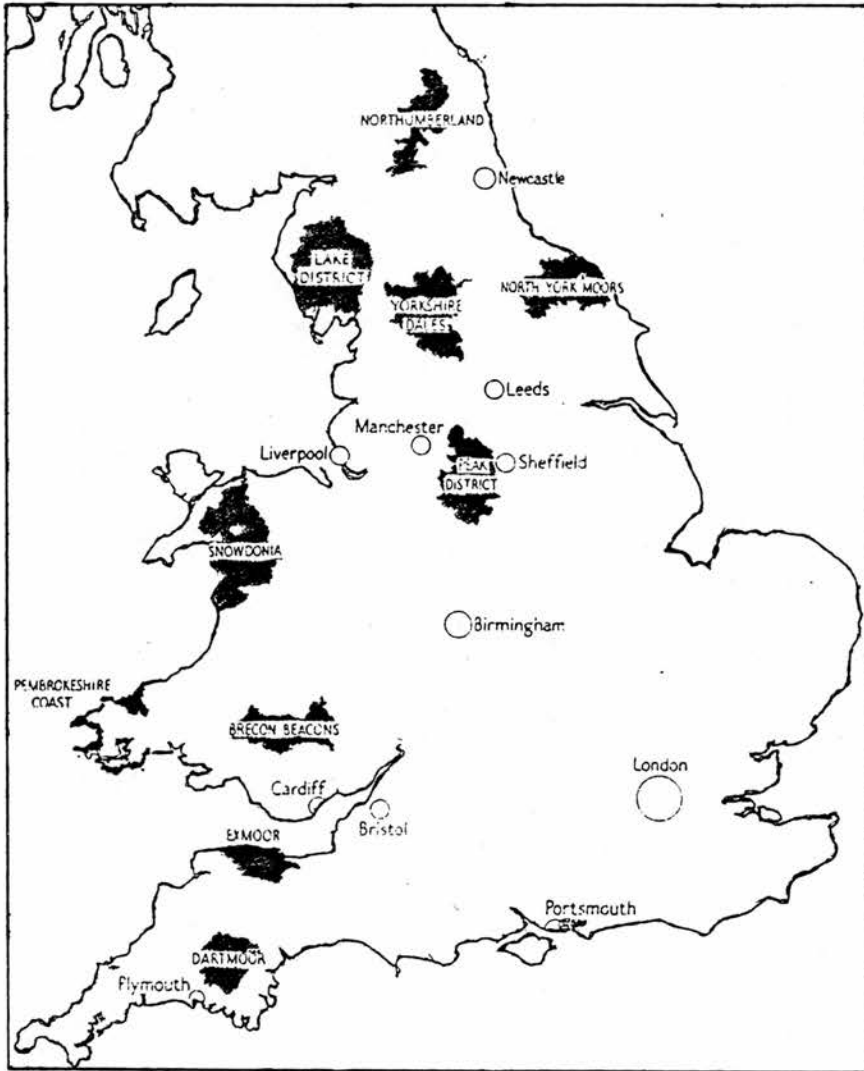 NORTHUMBERLAND
Newcastle
LAKE
DISTRICT
YORKSHIRE
DALES
NORTH YORK MOORS
Leeds
Manchester
Liverpool
PEAK
DISTRICT
Sheffield
SNOWDONIA
Birmingham
PEMBROKESHIRE
COAST
BRECON BEACONS
London
Cardiff
Bristol
EXMOOR
Portsmouth
DARTMOOR
Plymouth